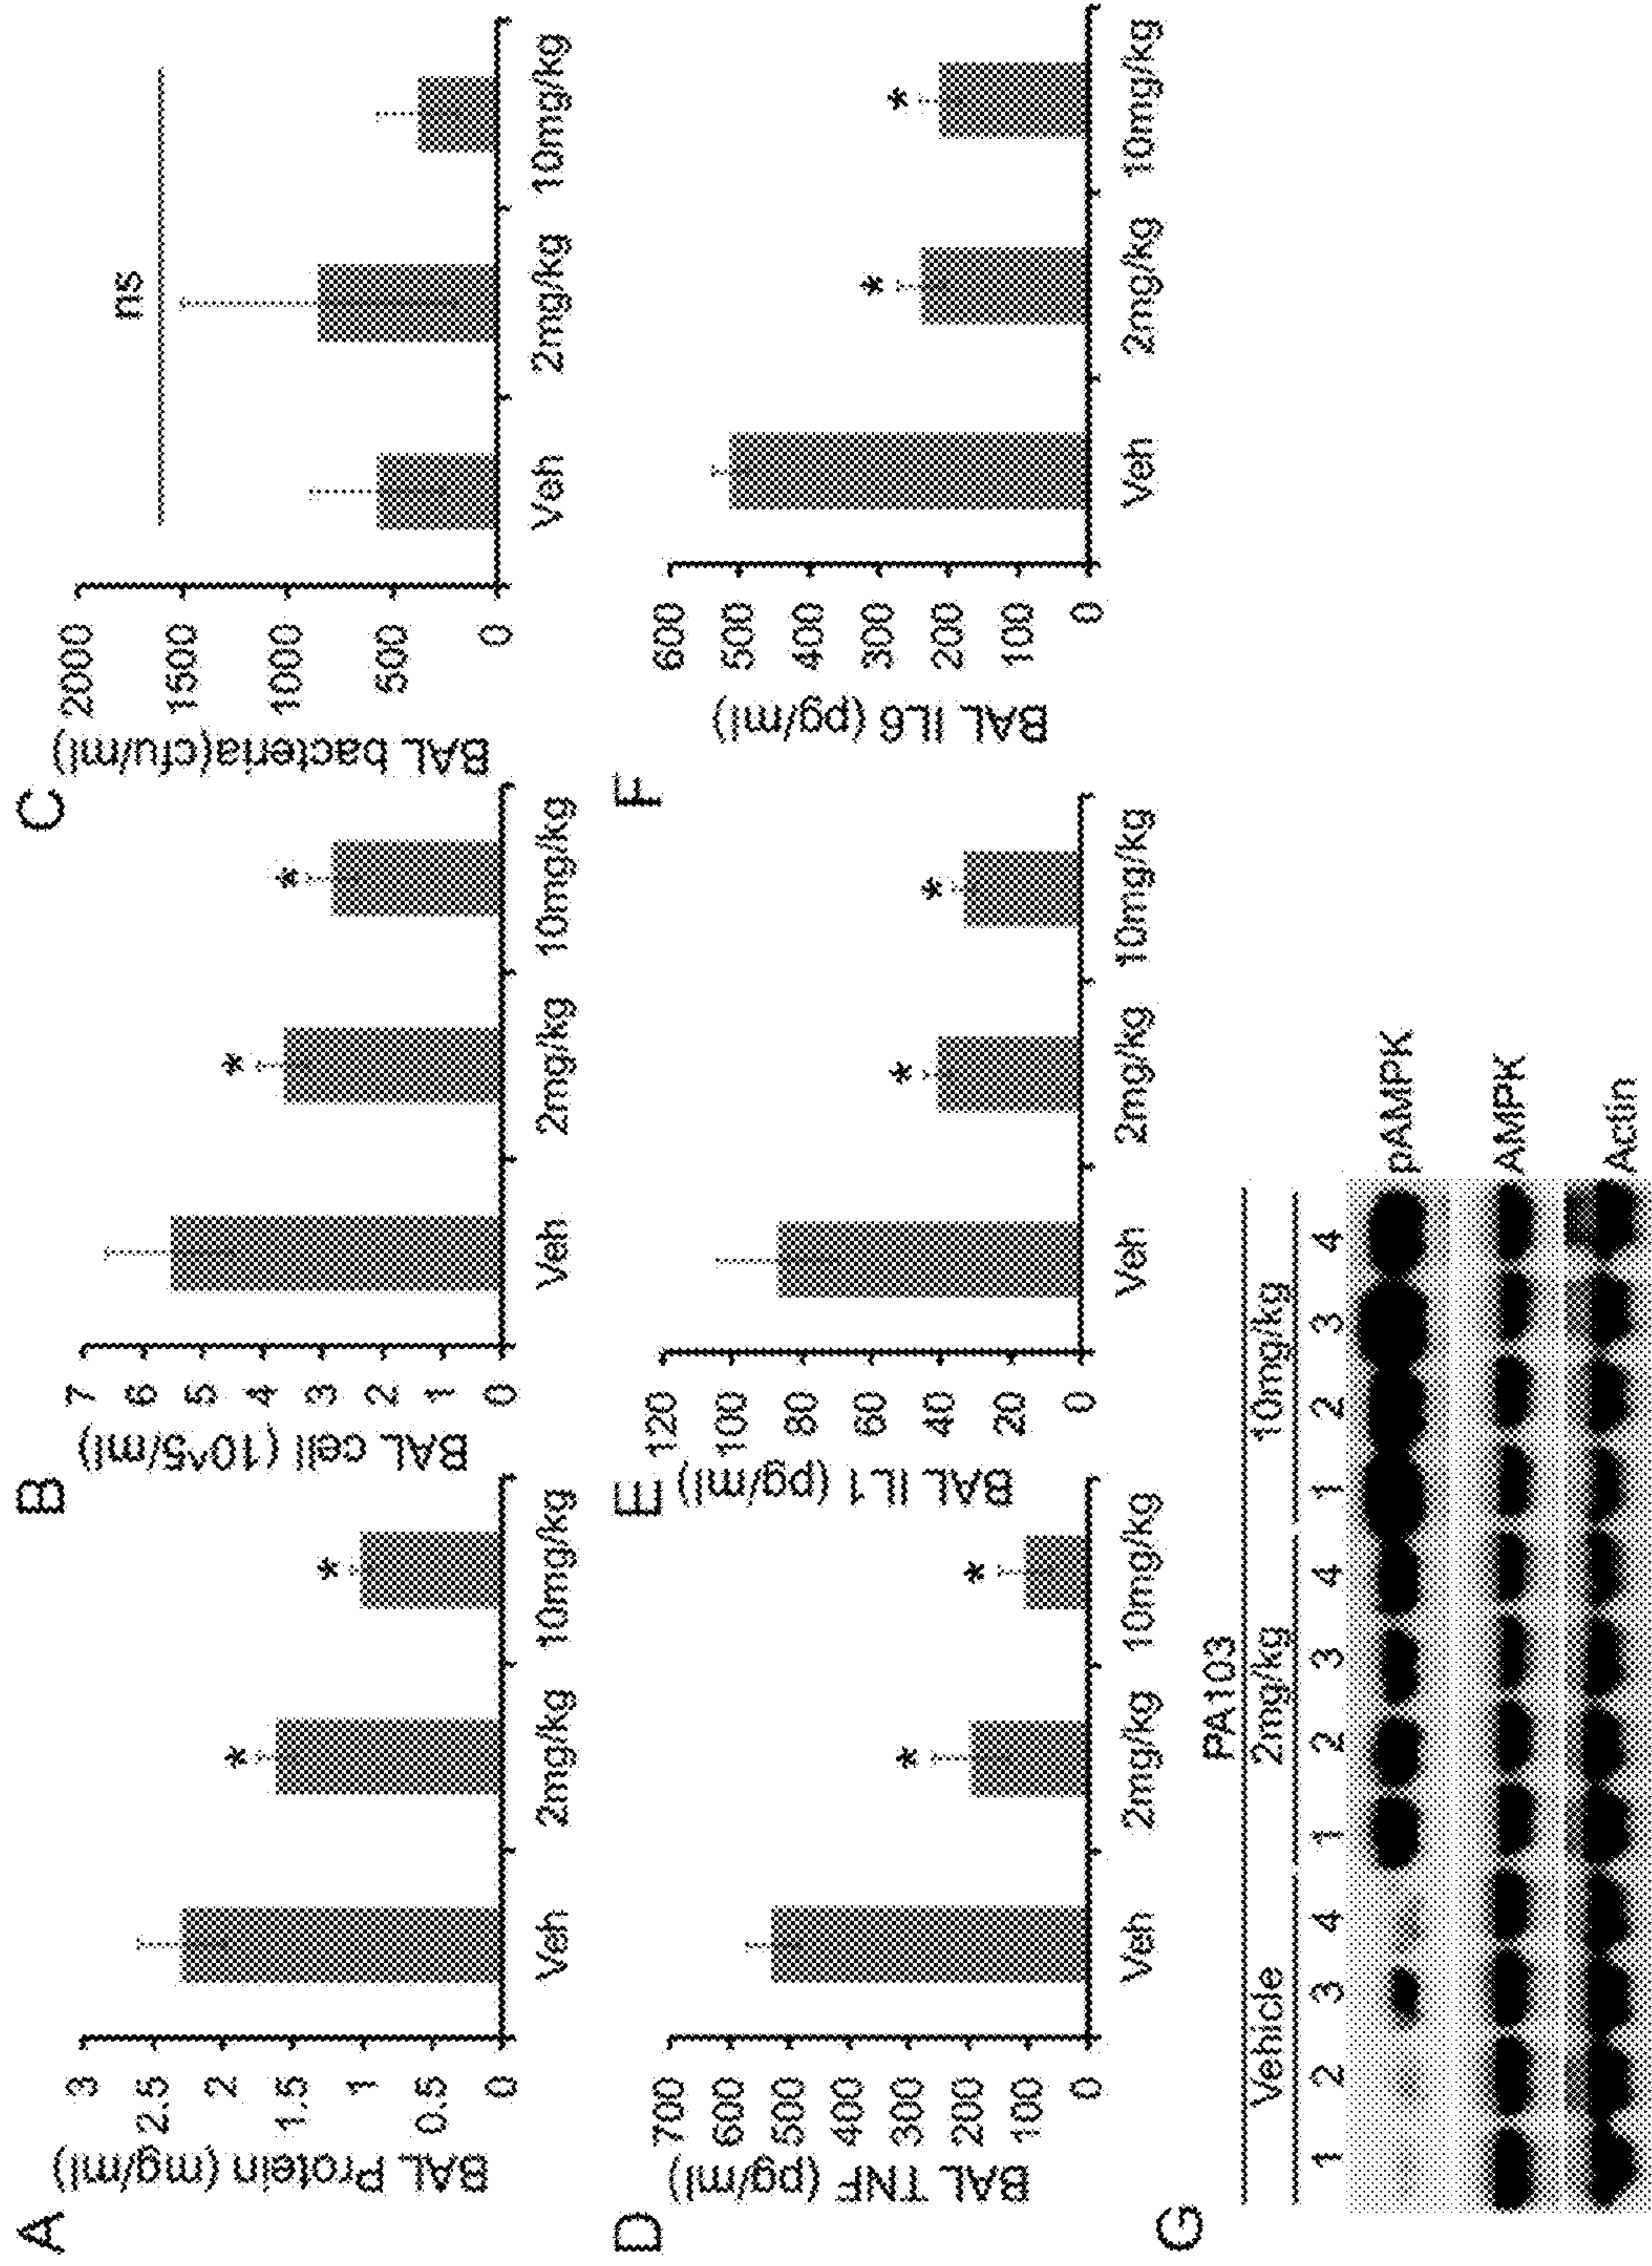 A
BAL Protein (mg/ml)
3
2.5
2
1.5
1
0.5
0
*
*
Veh 2mg/kg 10mg/kg
B
BAL cell (10^5/ml)
7
6
5
4
3
2
1
0
*
*
Veh 2mg/kg 10mg/kg
C
BAL bacteria(cfu/ml)
2000
1500
1000
500
0
ns
Veh 2mg/kg 10mg/kg
D
BAL TNF (pg/ml)
700
600
500
400
300
200
100
0
*
*
Veh 2mg/kg 10mg/kg
E
BAL IL1 (pg/ml)
120
100
80
60
40
20
0
*
*
Veh 2mg/kg 10mg/kg
F
BAL IL6 (pg/ml)
600
500
400
300
200
100
0
*
*
Veh 2mg/kg 10mg/kg
G
PA103
Vehicle 2mg/kg 10mg/kg
1 2 3 4 1 2 3 4 1 2 3 4
pAMPK
AMPK
Actin